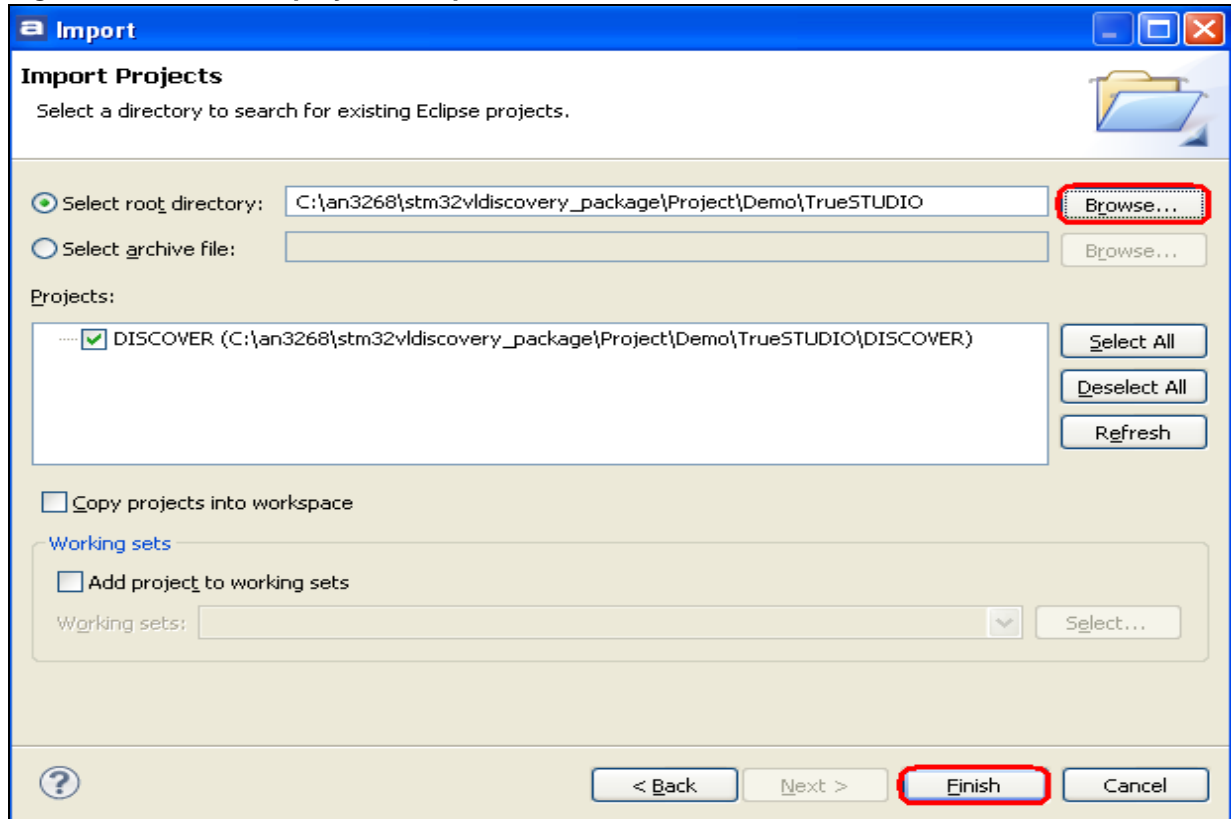 Import
Import Projects
Select a directory to search for existing Eclipse projects.
Select root directory: C:\an3268\stm32vldiscovery_package\Project\Demo\TrueSTUDIO Browse...
Select archive file: Browse...
Projects:
DISCOVER (C:\an3268\stm32vldiscovery_package\Project\Demo\TrueSTUDIO\DISCOVER)
Select All
Deselect All
Refresh
Copy projects into workspace
Working sets
Add project to working sets
Working sets: Select...
< Back Next > Finish Cancel